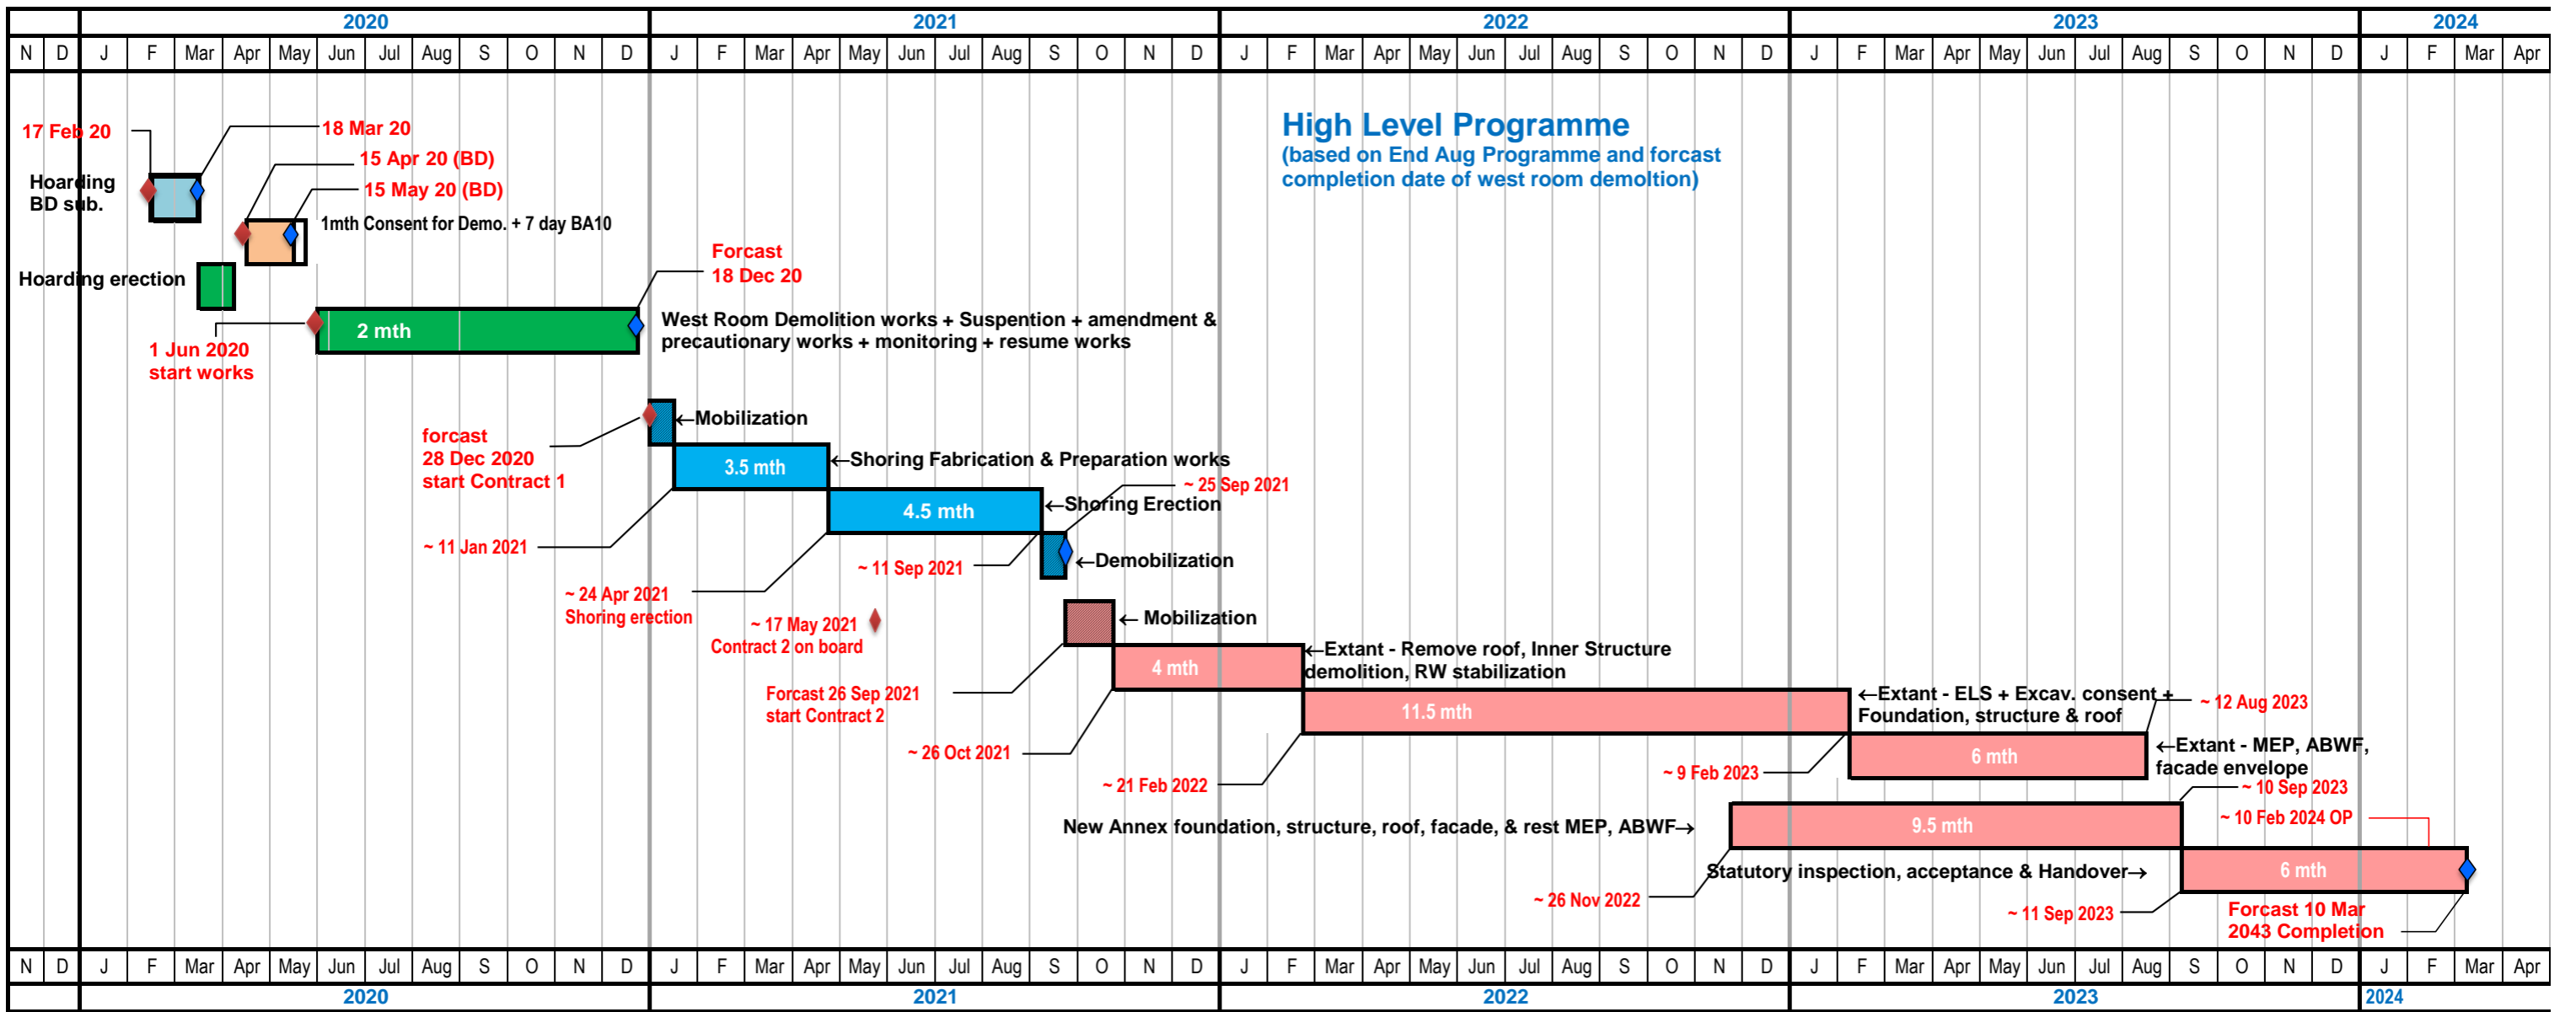 2020 2021 2022 2023 2024
N D J F Mar Apr May Jun Jul Aug S O N D J F Mar Apr May Jun Jul Aug S O N D J F Mar Apr May Jun Jul Aug S O N D J F Mar Apr May Jun Jul Aug S O N D J F Mar Apr
High Level Programme
(based on End Aug Programme and forcast
completion date of west room demoltion)
17 Feb 20
18 Mar 20
15 Apr 20 (BD)
15 May 20 (BD)
Hoarding
BD sub.
1mth Consent for Demo. + 7 day BA10
Hoarding erection
Forcast
18 Dec 20
2 mth
West Room Demolition works + Suspention + amendment &
precautionary works + monitoring + resume works
1 Jun 2020
start works
←Mobilization
forcast
28 Dec 2020
start Contract 1
3.5 mth
←Shoring Fabrication & Preparation works
~ 25 Sep 2021
4.5 mth
←Shoring Erection
~ 11 Jan 2021
~ 11 Sep 2021
←Demobilization
~ 24 Apr 2021
Shoring erection
~ 17 May 2021
Contract 2 on board
← Mobilization
4 mth
←Extant - Remove roof, Inner Structure
demolition, RW stabilization
Forcast 26 Sep 2021
start Contract 2
11.5 mth
←Extant - ELS + Excav. consent +
Foundation, structure & roof
~ 12 Aug 2023
~ 26 Oct 2021
~ 21 Feb 2022
~ 9 Feb 2023
6 mth
←Extant - MEP, ABWF,
facade envelope
~ 10 Sep 2023
New Annex foundation, structure, roof, facade, & rest MEP, ABWF→
9.5 mth
~ 10 Feb 2024 OP
Statutory inspection, acceptance & Handover→
6 mth
~ 26 Nov 2022
~ 11 Sep 2023
Forcast 10 Mar
2043 Completion
N D J F Mar Apr May Jun Jul Aug S O N D J F Mar Apr May Jun Jul Aug S O N D J F Mar Apr May Jun Jul Aug S O N D J F Mar Apr May Jun Jul Aug S O N D J F Mar Apr
2020 2021 2022 2023 2024